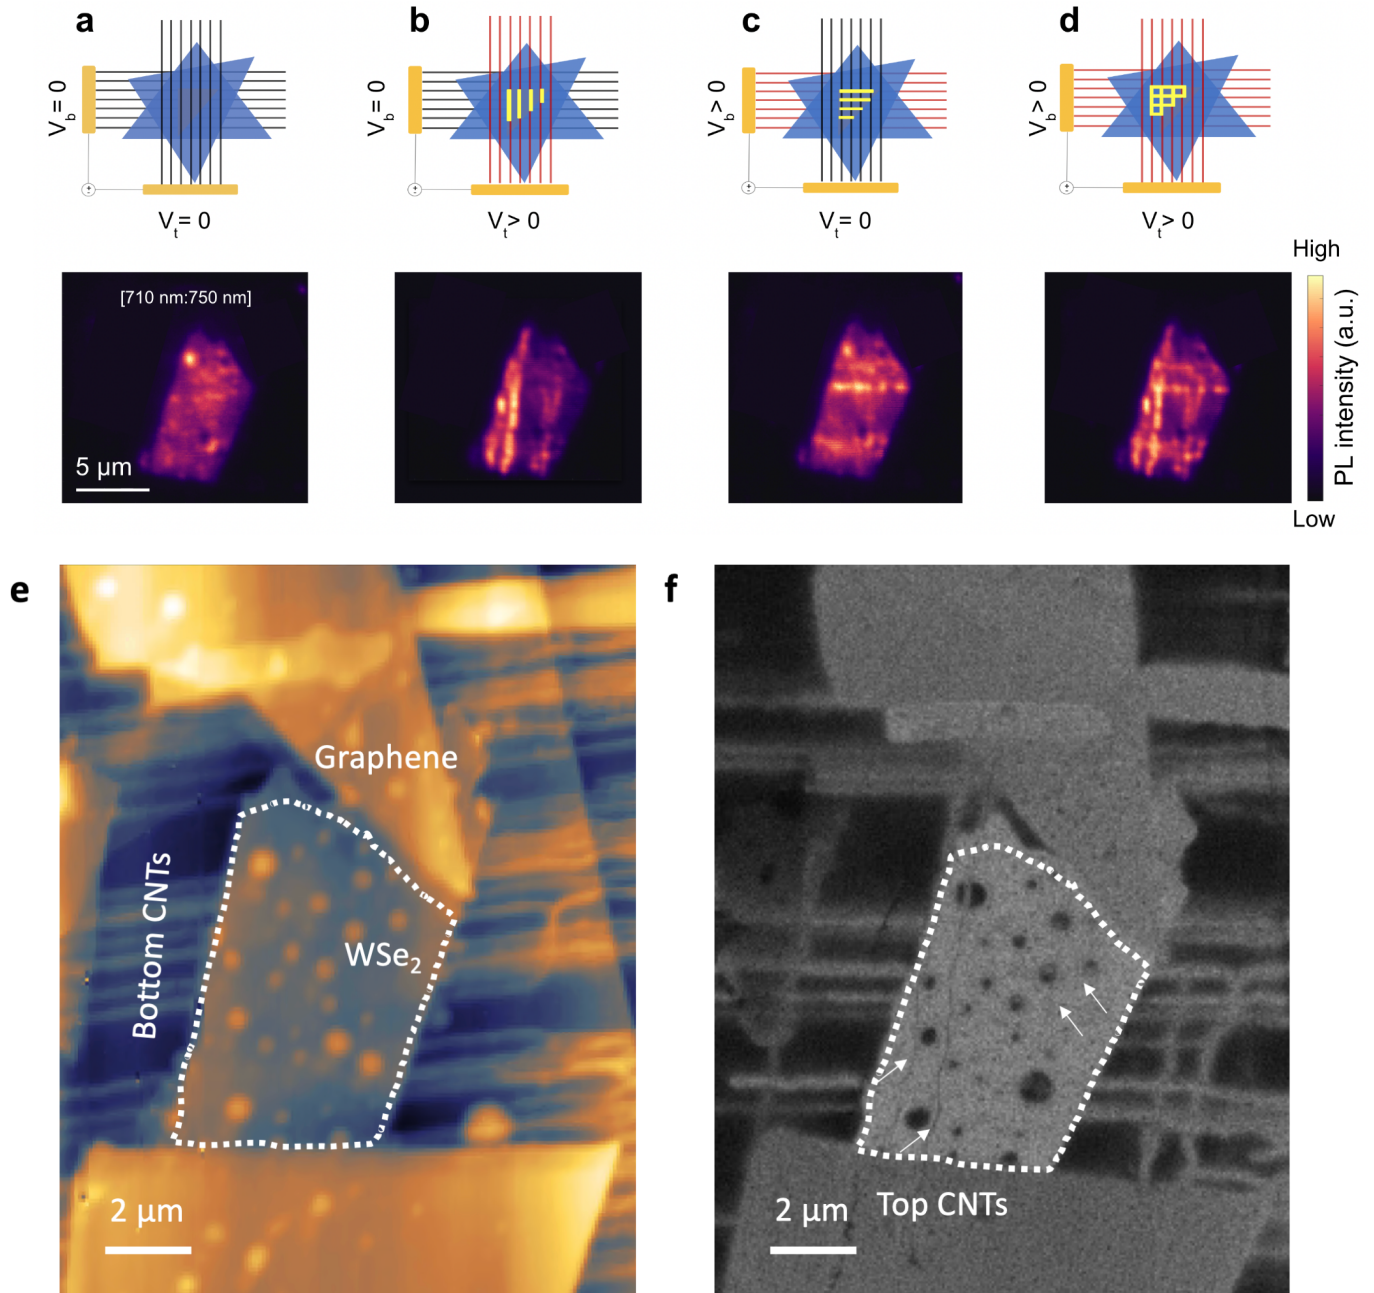 a
b
c
d
V_b = 0
V_b = 0
V_b > 0
V_b > 0
V_t = 0
V_t > 0
V_t = 0
V_t > 0
[710 nm:750 nm]
5 μm
High
PL intensity (a.u.)
Low
e
f
Graphene
Bottom CNTs
WSe₂
2 μm
Top CNTs
2 μm